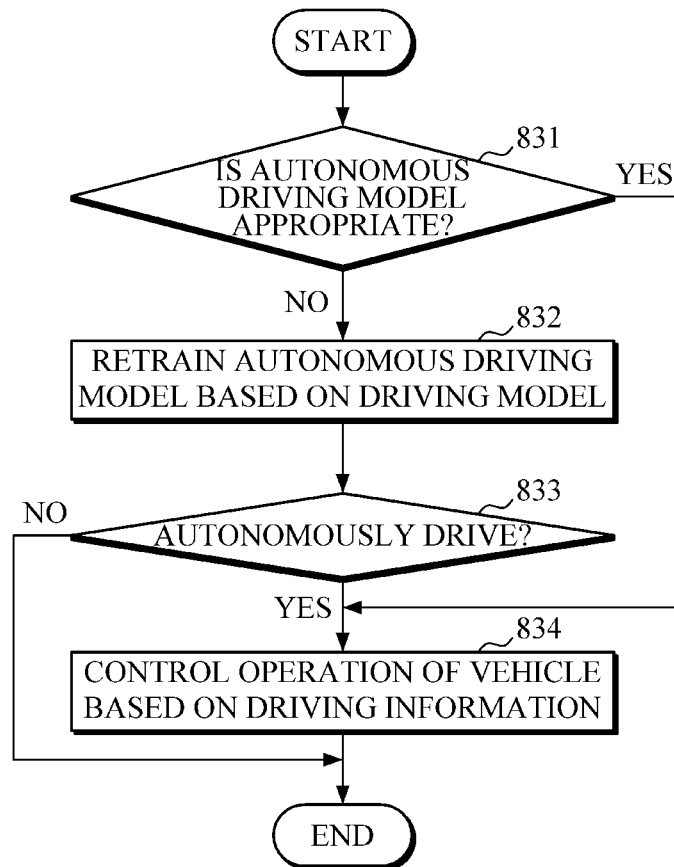 START
831
IS AUTONOMOUS
DRIVING MODEL
APPROPRIATE?
YES
NO
832
RETRAIN AUTONOMOUS DRIVING
MODEL BASED ON DRIVING MODEL
833
NO
AUTONOMOUSLY DRIVE?
YES
834
CONTROL OPERATION OF VEHICLE
BASED ON DRIVING INFORMATION
END